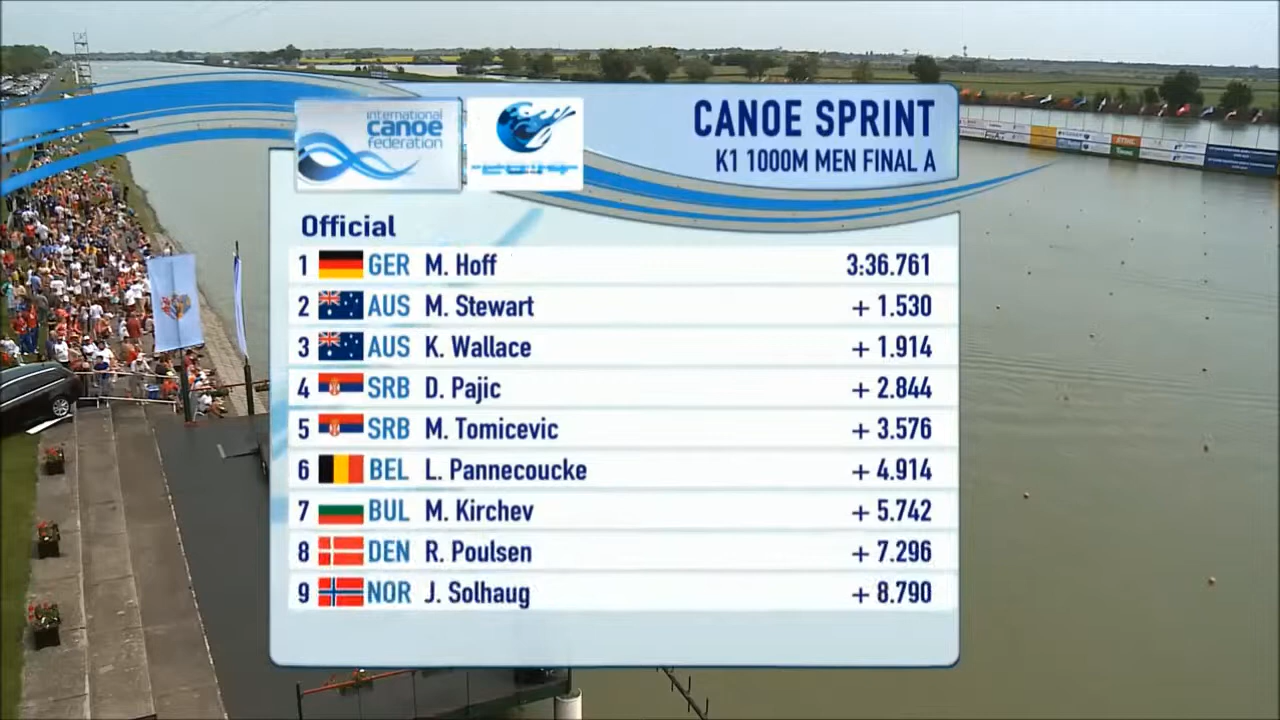 international
canoe
federation
2014
CANOE SPRINT
K1 1000M MEN FINAL A
Official
1 GER M. Hoff 3:36.761
2 AUS M. Stewart + 1.530
3 AUS K. Wallace + 1.914
4 SRB D. Pajic + 2.844
5 SRB M. Tomicevic + 3.576
6 BEL L. Pannecoucke + 4.914
7 BUL M. Kirchev + 5.742
8 DEN R. Poulsen + 7.296
9 NOR J. Solhaug + 8.790